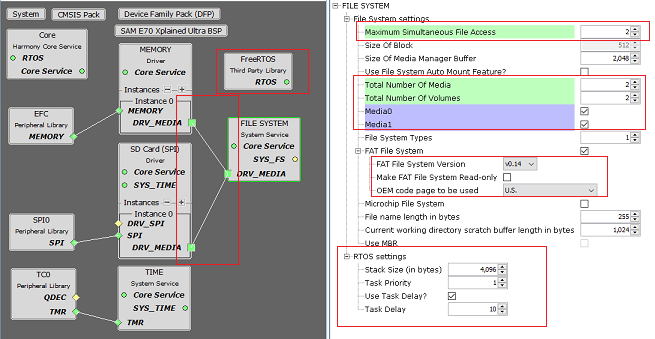 System
CMSIS Pack
Device Family Pack (DFP)
SAM E70 Xplained Ultra BSP
Core
Harmony Core Service
RTOS
Harmony Core Service
MEMORY
Driver
Core Service
Instances
Instance 0
MEMORY
DRV_MEDIA
FreeRTOS
Third Party Library
RTOS
EFC
Peripheral Library
MEMORY
FILE SYSTEM
System Service
Core Service
SYS_FS
DRV_MEDIA
SD Card (SPI)
Driver
SYS_TIME
Instances
Instance 0
DRV_SPI
SPI
DRV_MEDIA
SPI0
Peripheral Library
SPI
TC0
Peripheral Library
QDEC
TMR
TIME
System Service
Core Service
SYS_TIME
TMR
FILE SYSTEM
File System settings
Maximum Simultaneous File Access 2
Size Of Block 512
Size Of Media Manager Buffer 2,048
Use File System Auto Mount Feature?
Total Number Of Media 2
Total Number Of Volumes 2
Media0
Media1
File System Types 1
FAT File System
FAT File System Version v0.14
Make FAT File System Read-only
OEM code page to be used U.S.
Microchip File System
File name length in bytes 255
Current working directory scratch buffer length in bytes 1,024
Use MBR
RTOS settings
Stack Size (in bytes) 4,096
Task Priority 1
Use Task Delay?
Task Delay 10